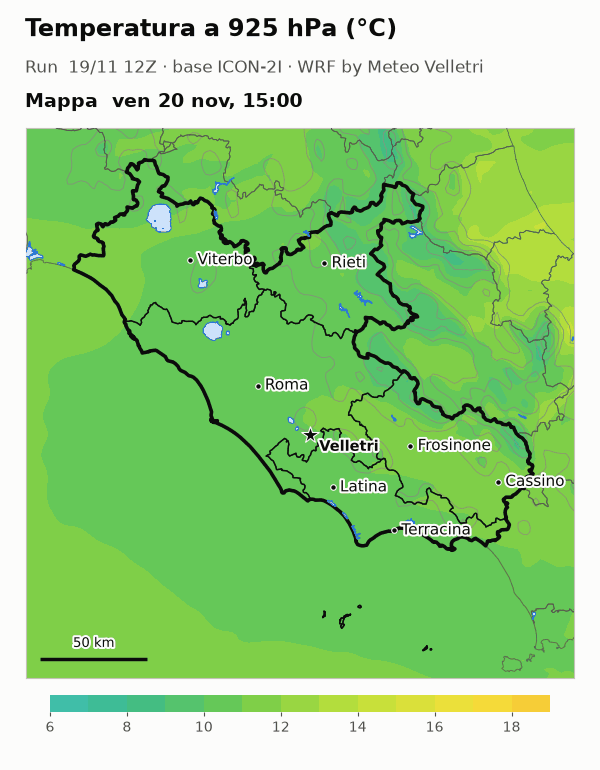 Temperatura a 925 hPa (°C)
Run  19/11 12Z · base ICON-2I · WRF by Meteo Velletri
Mappa  ven 20 nov, 15:00
Viterbo
Rieti
Roma
Velletri
Frosinone
Cassino
Latina
Terracina
50 km
6 8 10 12 14 16 18